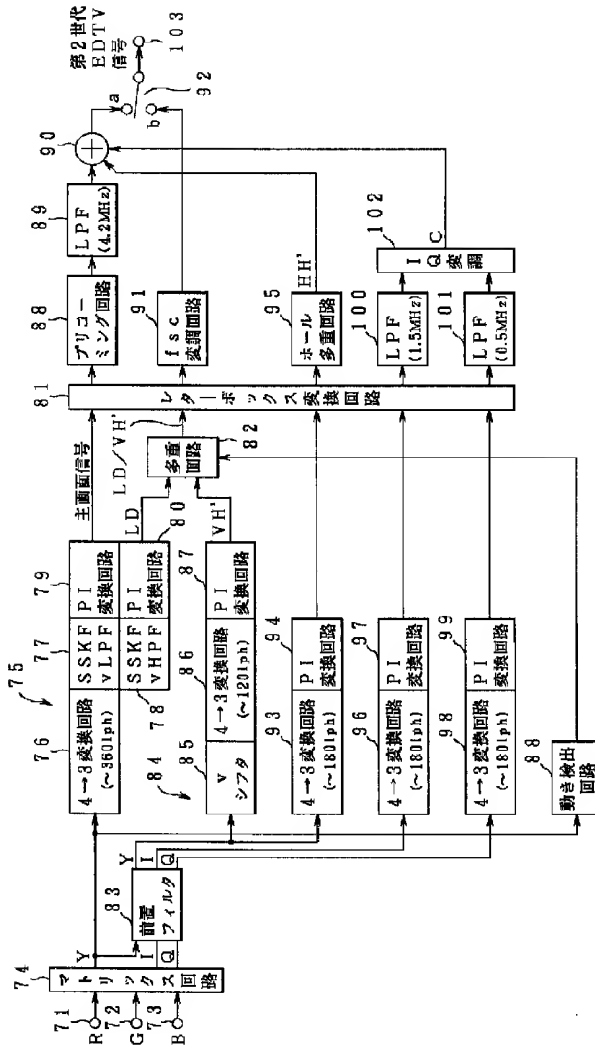 71
R
72
G
73
B
74
マトリックス回路
Y
I
Q
83
前置
フィルタ
Y
I
Q
75
76
4→3変換回路
(~360lph)
77
SSKF
vLPF
79
PI
変換回路
主画面信号
78
SSKF
vHPF
80
PI
変換回路
LD
84
85
v
シフタ
86
4→3変換回路
(~120lph)
87
PI
変換回路
VH'
82
多重
回路
LD/VH'
93
4→3変換回路
(~180lph)
94
PI
変換回路
96
4→3変換回路
(~180lph)
97
PI
変換回路
98
4→3変換回路
(~180lph)
99
PI
変換回路
88
動き検出
回路
81
レターボックス変換回路
88
プリコー
ミング回路
89
LPF
(4.2MHz)
90
91
fsc
変調回路
95
ホール
多重回路
HH'
100
LPF
(1.5MHz)
101
LPF
(0.5MHz)
102
IQ変調
C
a
b
92
第2世代
EDTV
信号
103